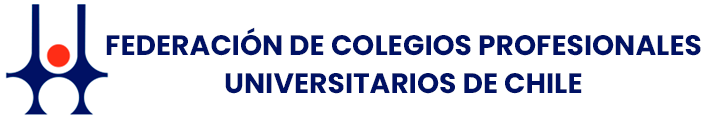 FEDERACIÓN DE COLEGIOS PROFESIONALES
UNIVERSITARIOS DE CHILE